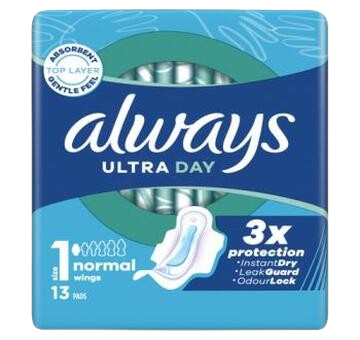 ABSORBENT
TOP LAYER
GENTLE FEEL
always
ULTRA DAY
size 1
normal
wings
13 PADS
3x
protection
•InstantDry
•LeakGuard
•OdourLock